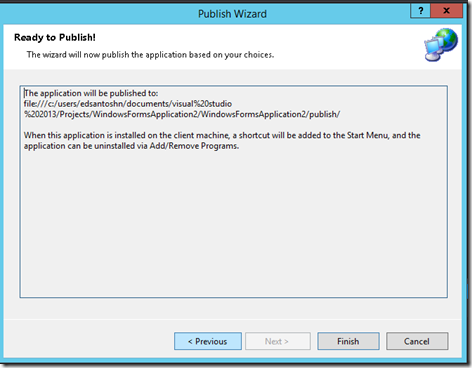 Publish Wizard
?
X
Ready to Publish!
The wizard will now publish the application based on your choices.
The application will be published to:
file:///c:/users/edsantoshn/documents/visual%20studio
%202013/Projects/WindowsFormsApplication2/WindowsFormsApplication2/publish/
When this application is installed on the client machine, a shortcut will be added to the Start Menu, and the
application can be uninstalled via Add/Remove Programs.
< Previous
Next >
Finish
Cancel